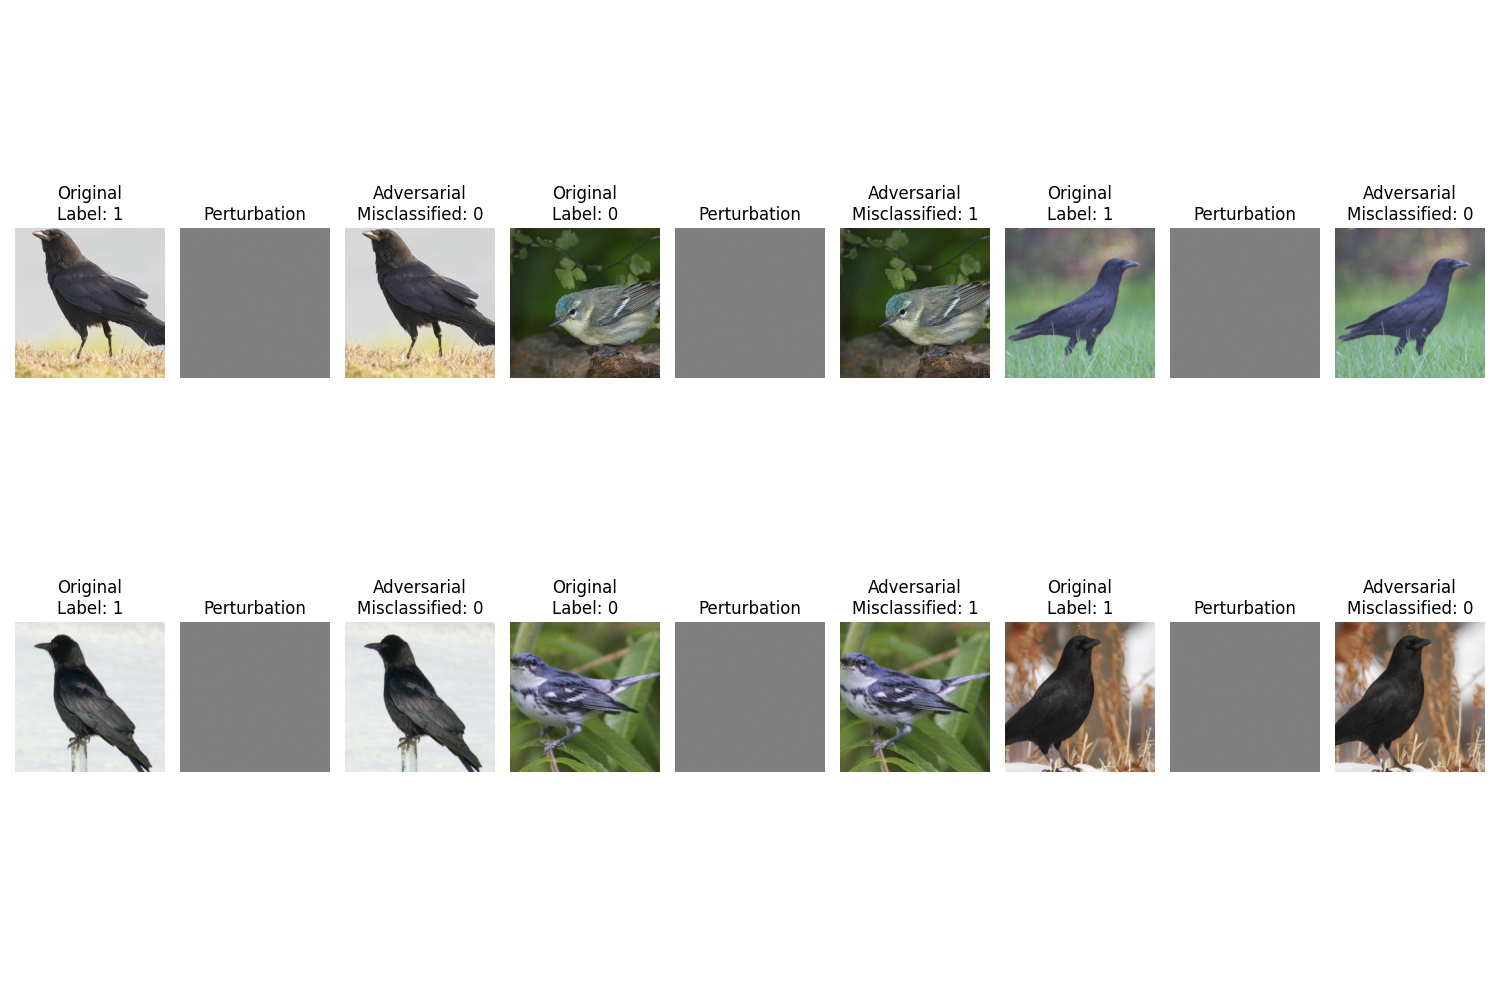 Original
Label: 1
Perturbation
Adversarial
Misclassified: 0
Original
Label: 0
Perturbation
Adversarial
Misclassified: 1
Original
Label: 1
Perturbation
Adversarial
Misclassified: 0
Original
Label: 1
Perturbation
Adversarial
Misclassified: 0
Original
Label: 0
Perturbation
Adversarial
Misclassified: 1
Original
Label: 1
Perturbation
Adversarial
Misclassified: 0